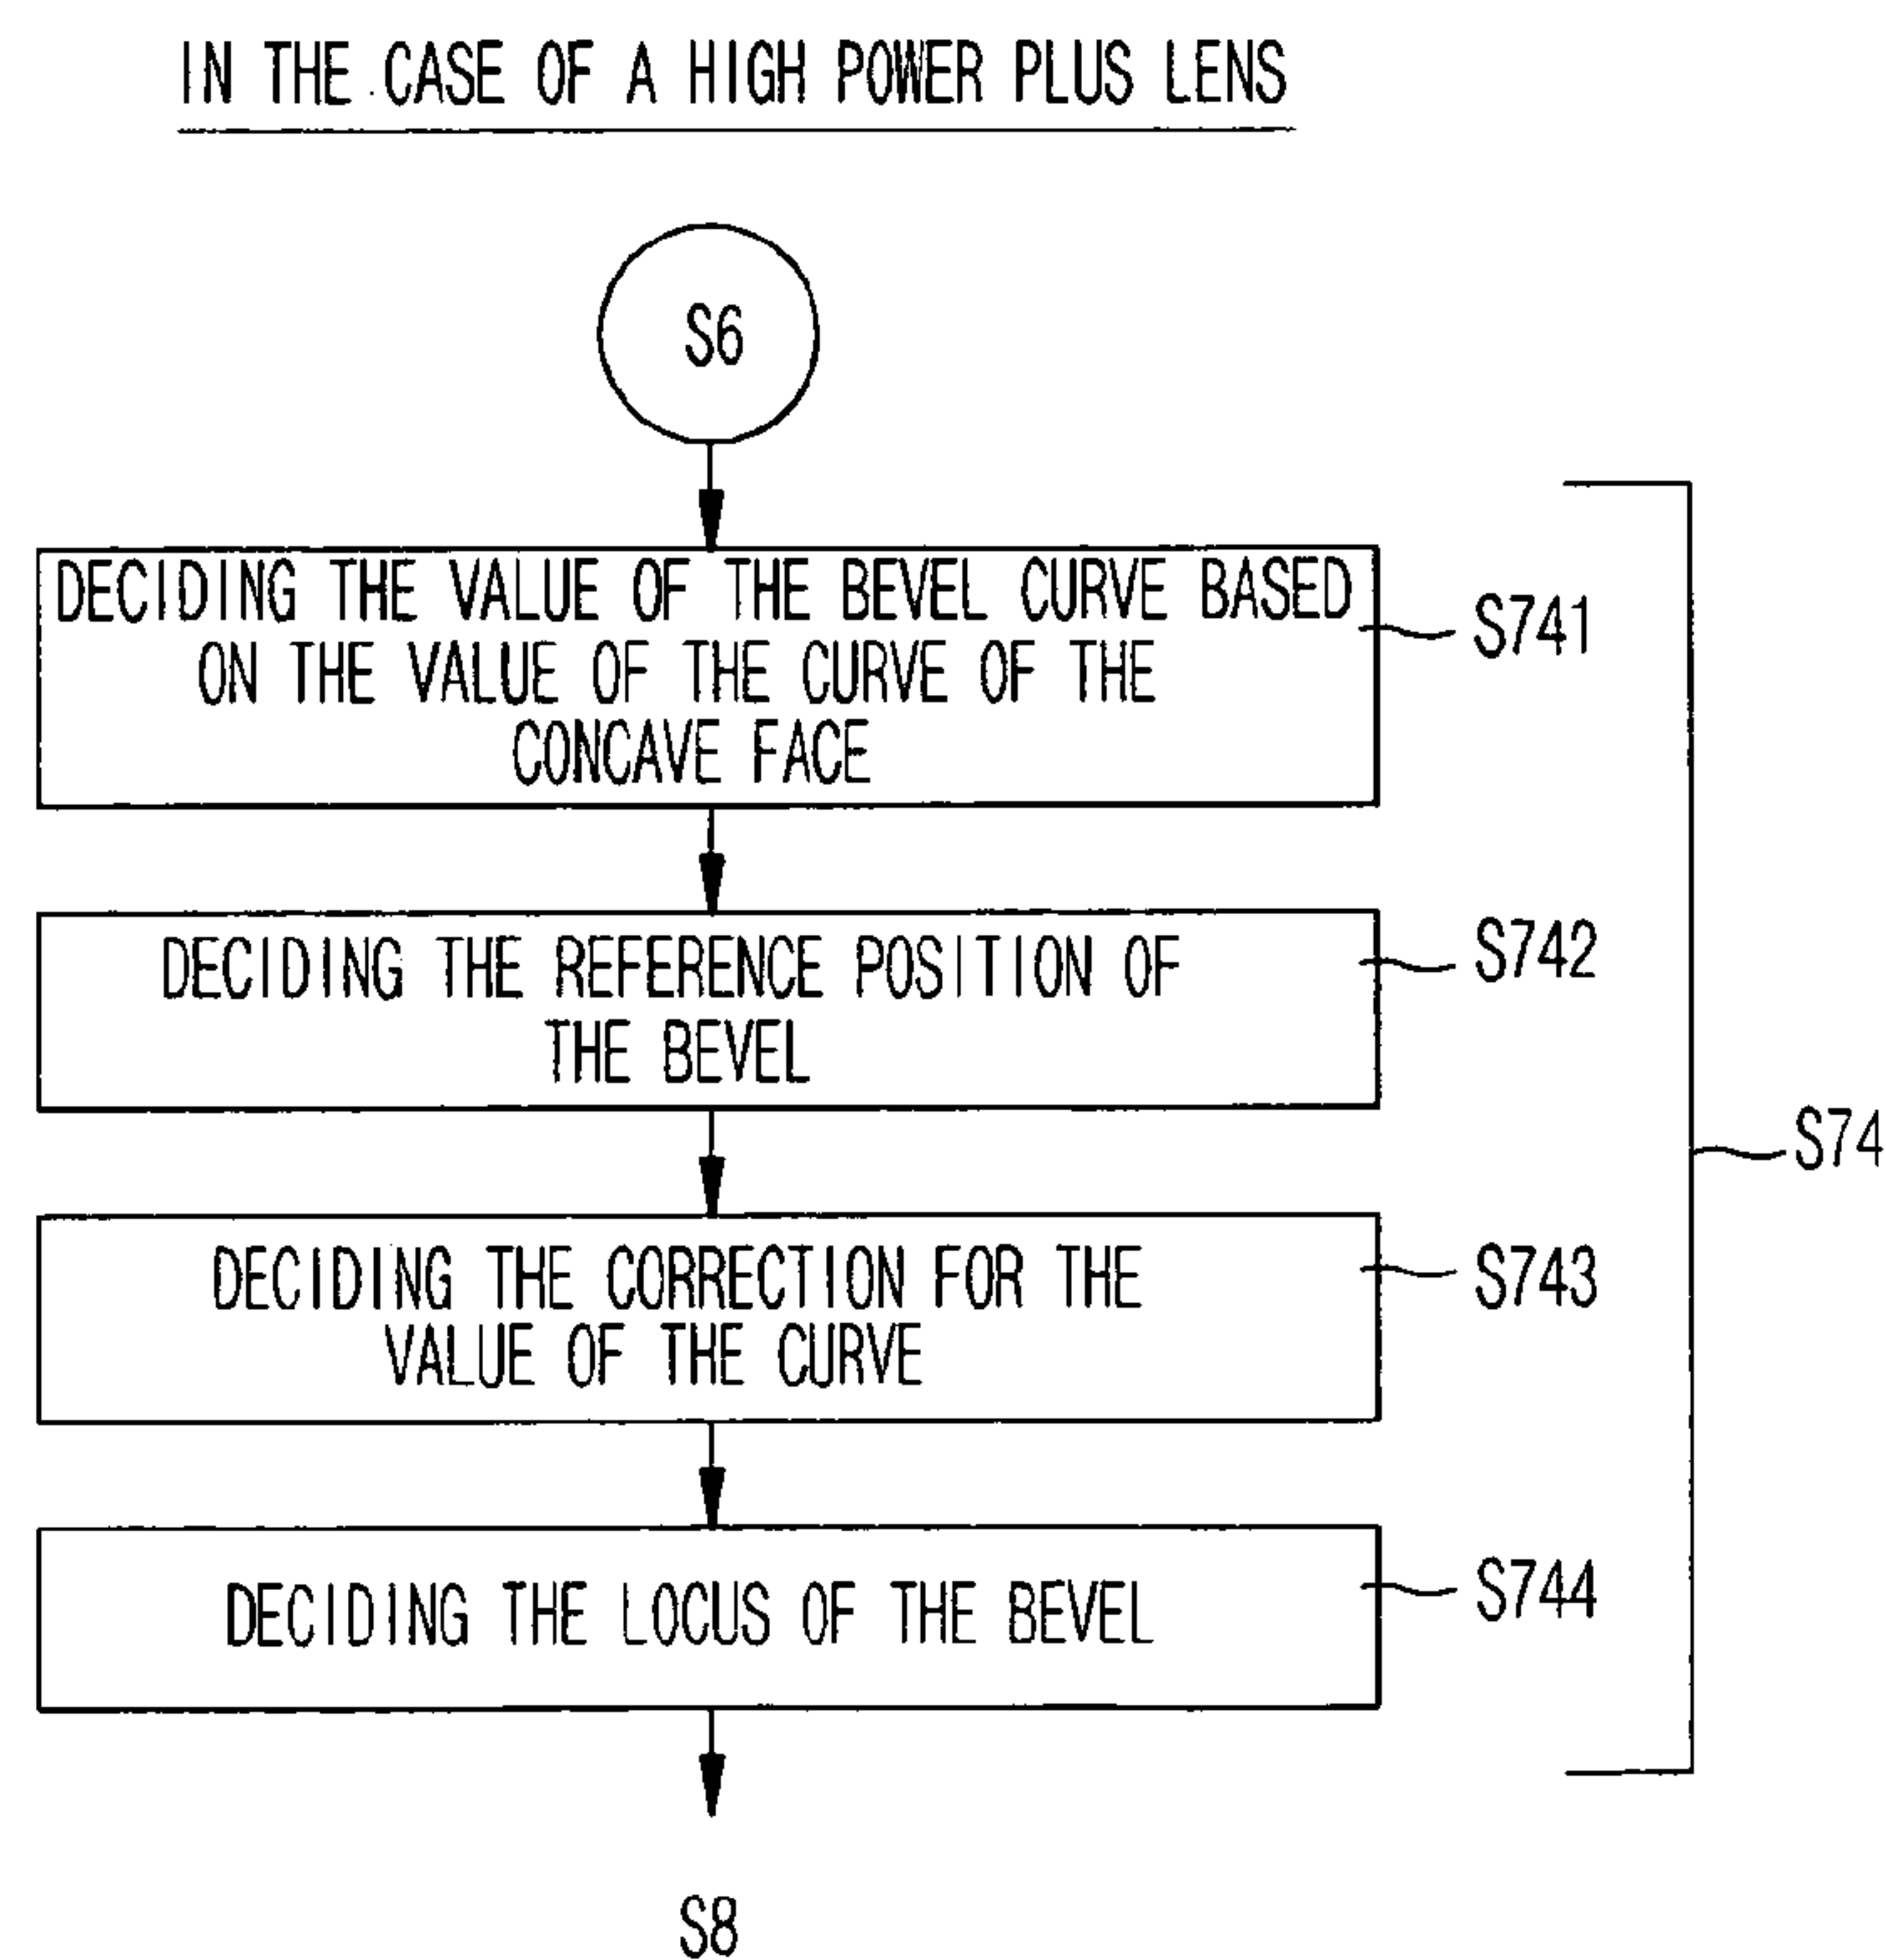 IN THE CASE OF A HIGH POWER PLUS LENS
S6
DECIDING THE VALUE OF THE BEVEL CURVE BASED
ON THE VALUE OF THE CURVE OF THE
CONCAVE FACE
S741
DECIDING THE REFERENCE POSITION OF
THE BEVEL
S742
S74
DECIDING THE CORRECTION FOR THE
VALUE OF THE CURVE
S743
DECIDING THE LOCUS OF THE BEVEL
S744
S8